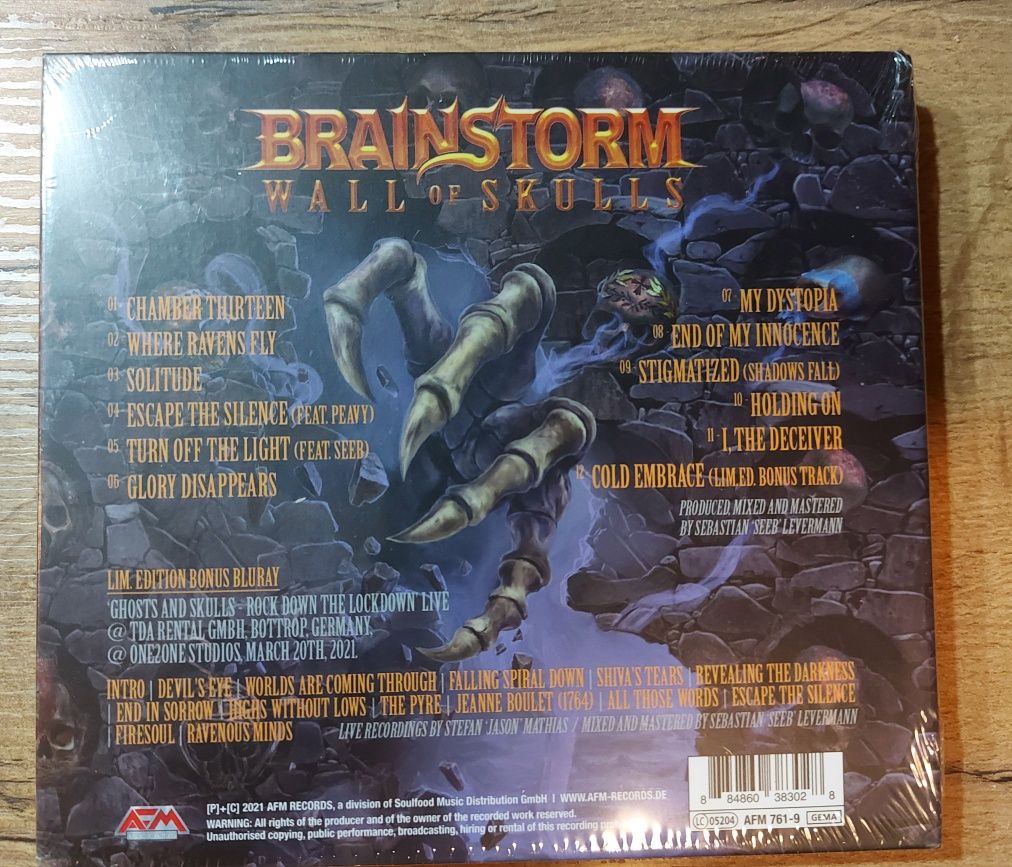 BRAINSTORM
WALL OF SKULLS
01 CHAMBER THIRTEEN
02 WHERE RAVENS FLY
03 SOLITUDE
04 ESCAPE THE SILENCE (FEAT. PEAVY)
05 TURN OFF THE LIGHT (FEAT. SEEB)
06 GLORY DISAPPEARS
07 MY DYSTOPIA
08 END OF MY INNOCENCE
09 STIGMATIZED (SHADOWS FALL)
10 HOLDING ON
11 I, THE DECEIVER
12 COLD EMBRACE (LIM.ED. BONUS TRACK)
PRODUCED, MIXED AND MASTERED
BY SEBASTIAN 'SEEB' LEVERMANN
LIM. EDITION BONUS BLURAY
'GHOSTS AND SKULLS - ROCK DOWN THE LOCKDOWN' LIVE
@ TDA RENTAL GMBH, BOTTROP, GERMANY,
@ ONE2ONE STUDIOS, MARCH 20TH, 2021.
INTRO | DEVIL'S EYE | WORLDS ARE COMING THROUGH | FALLING SPIRAL DOWN | SHIVA'S TEARS | REVEALING THE DARKNESS
| END IN SORROW | HIGHS WITHOUT LOWS | THE PYRE | JEANNE BOULET (1764) | ALL THOSE WORDS | ESCAPE THE SILENCE
| FIRESOUL | RAVENOUS MINDS
LIVE RECORDINGS BY STEFAN 'JASON' MATHIAS / MIXED AND MASTERED BY SEBASTIAN 'SEEB' LEVERMANN
AFM
[P]+[C] 2021 AFM RECORDS, a division of Soulfood Music Distribution GmbH | WWW.AFM-RECORDS.DE
WARNING: All rights of the producer and of the owner of the recorded work reserved.
Unauthorised copying, public performance, broadcasting, hiring or rental of this recording
8 84860 38302 8
LC 05204 AFM 761-9 GEMA